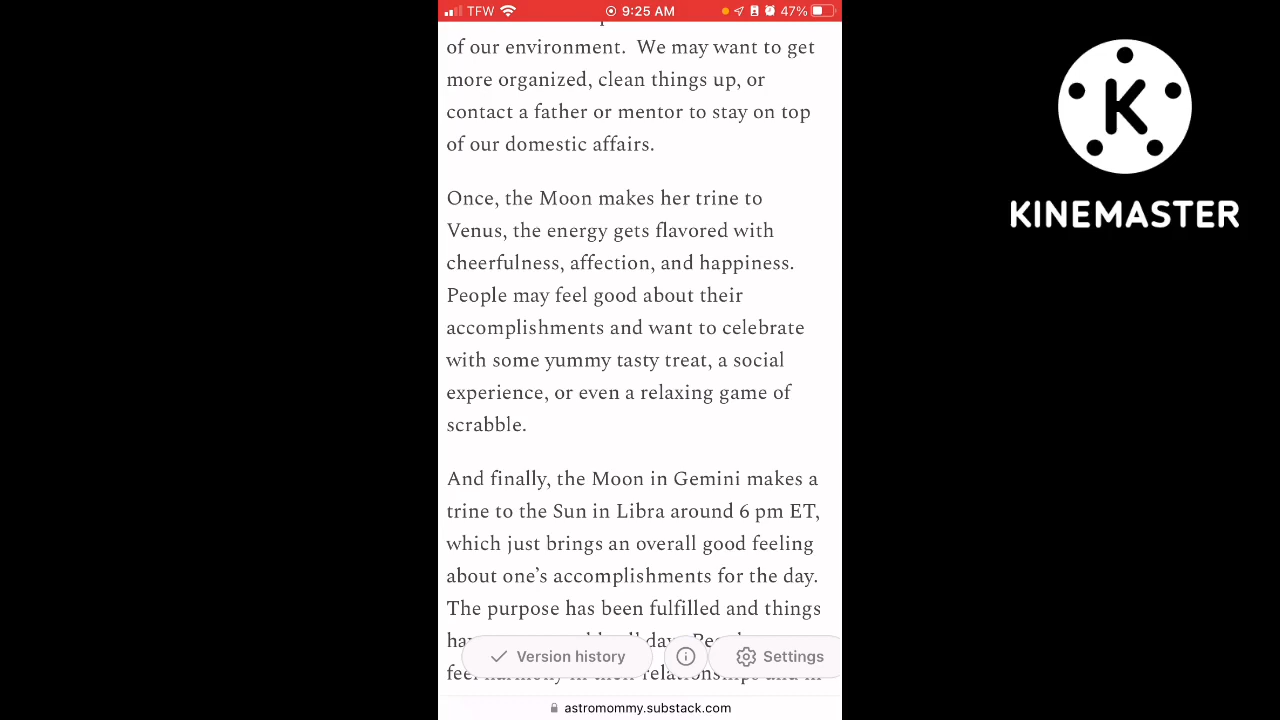 TFW 9:25 AM 47%
of our environment. We may want to get
more organized, clean things up, or
contact a father or mentor to stay on top
of our domestic affairs.
Once, the Moon makes her trine to
Venus, the energy gets flavored with
cheerfulness, affection, and happiness.
People may feel good about their
accomplishments and want to celebrate
with some yummy tasty treat, a social
experience, or even a relaxing game of
scrabble.
And finally, the Moon in Gemini makes a
trine to the Sun in Libra around 6 pm ET,
which just brings an overall good feeling
about one’s accomplishments for the day.
The purpose has been fulfilled and things
Version history Settings
astromommy.substack.com
K
KINEMASTER